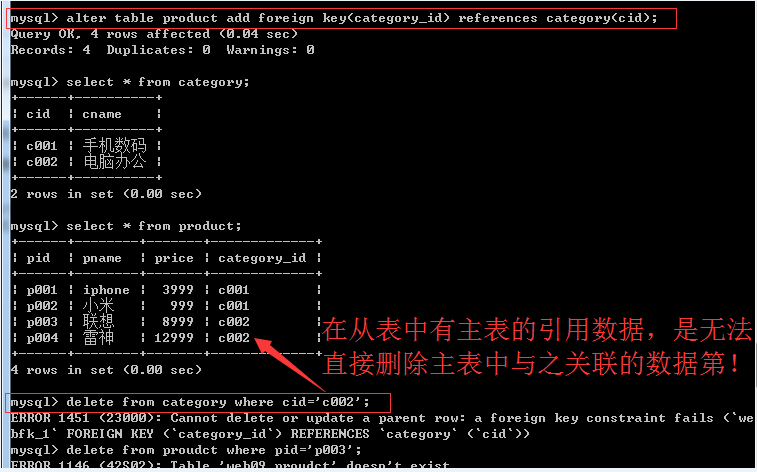 mysql> alter table product add foreign key(category_id) references category(cid);
Query OK, 4 rows affected (0.04 sec)
Records: 4  Duplicates: 0  Warnings: 0
mysql> select * from category;
+------+----------+
| cid  | cname    |
+------+----------+
| c001 | 手机数码 |
| c002 | 电脑办公 |
+------+----------+
2 rows in set (0.00 sec)
mysql> select * from product;
+------+--------+-------+-------------+
| pid  | pname  | price | category_id |
+------+--------+-------+-------------+
| p001 | iphone |  3999 | c001        |
| p002 | 小米   |   999 | c001        |
| p003 | 联想   |  8999 | c002        |
| p004 | 雷神   | 12999 | c002        |
+------+--------+-------+-------------+
4 rows in set (0.00 sec)
在从表中有主表的引用数据，是无法
直接删除主表中与之关联的数据第！
mysql> delete from category where cid='c002';
ERROR 1451 (23000): Cannot delete or update a parent row: a foreign key constraint fails (`we
bfk_1` FOREIGN KEY (`category_id`) REFERENCES `category` (`cid`))
mysql> delete from proudct where pid='p003';
ERROR 1146 (42S02): Table 'web09.proudct' doesn't exist